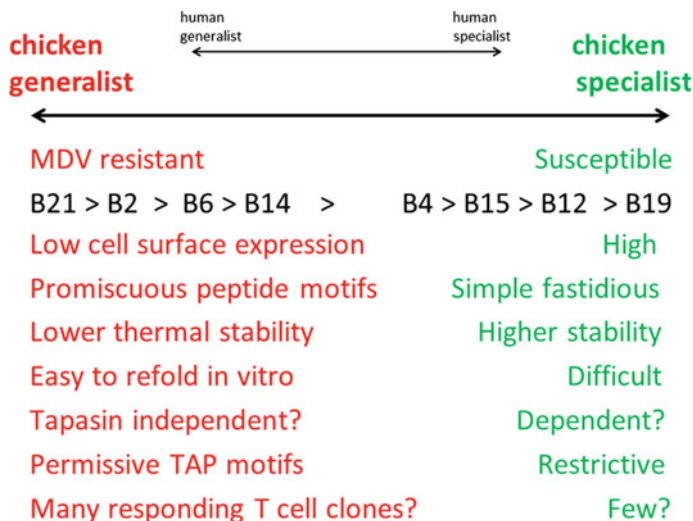 human generalist human specialist
chicken generalist chicken specialist
MDV resistant Susceptible
B21 > B2 > B6 > B14 > B4 > B15 > B12 > B19
Low cell surface expression High
Promiscuous peptide motifs Simple fastidious
Lower thermal stability Higher stability
Easy to refold in vitro Difficult
Tapasin independent? Dependent?
Permissive TAP motifs Restrictive
Many responding T cell clones? Few?